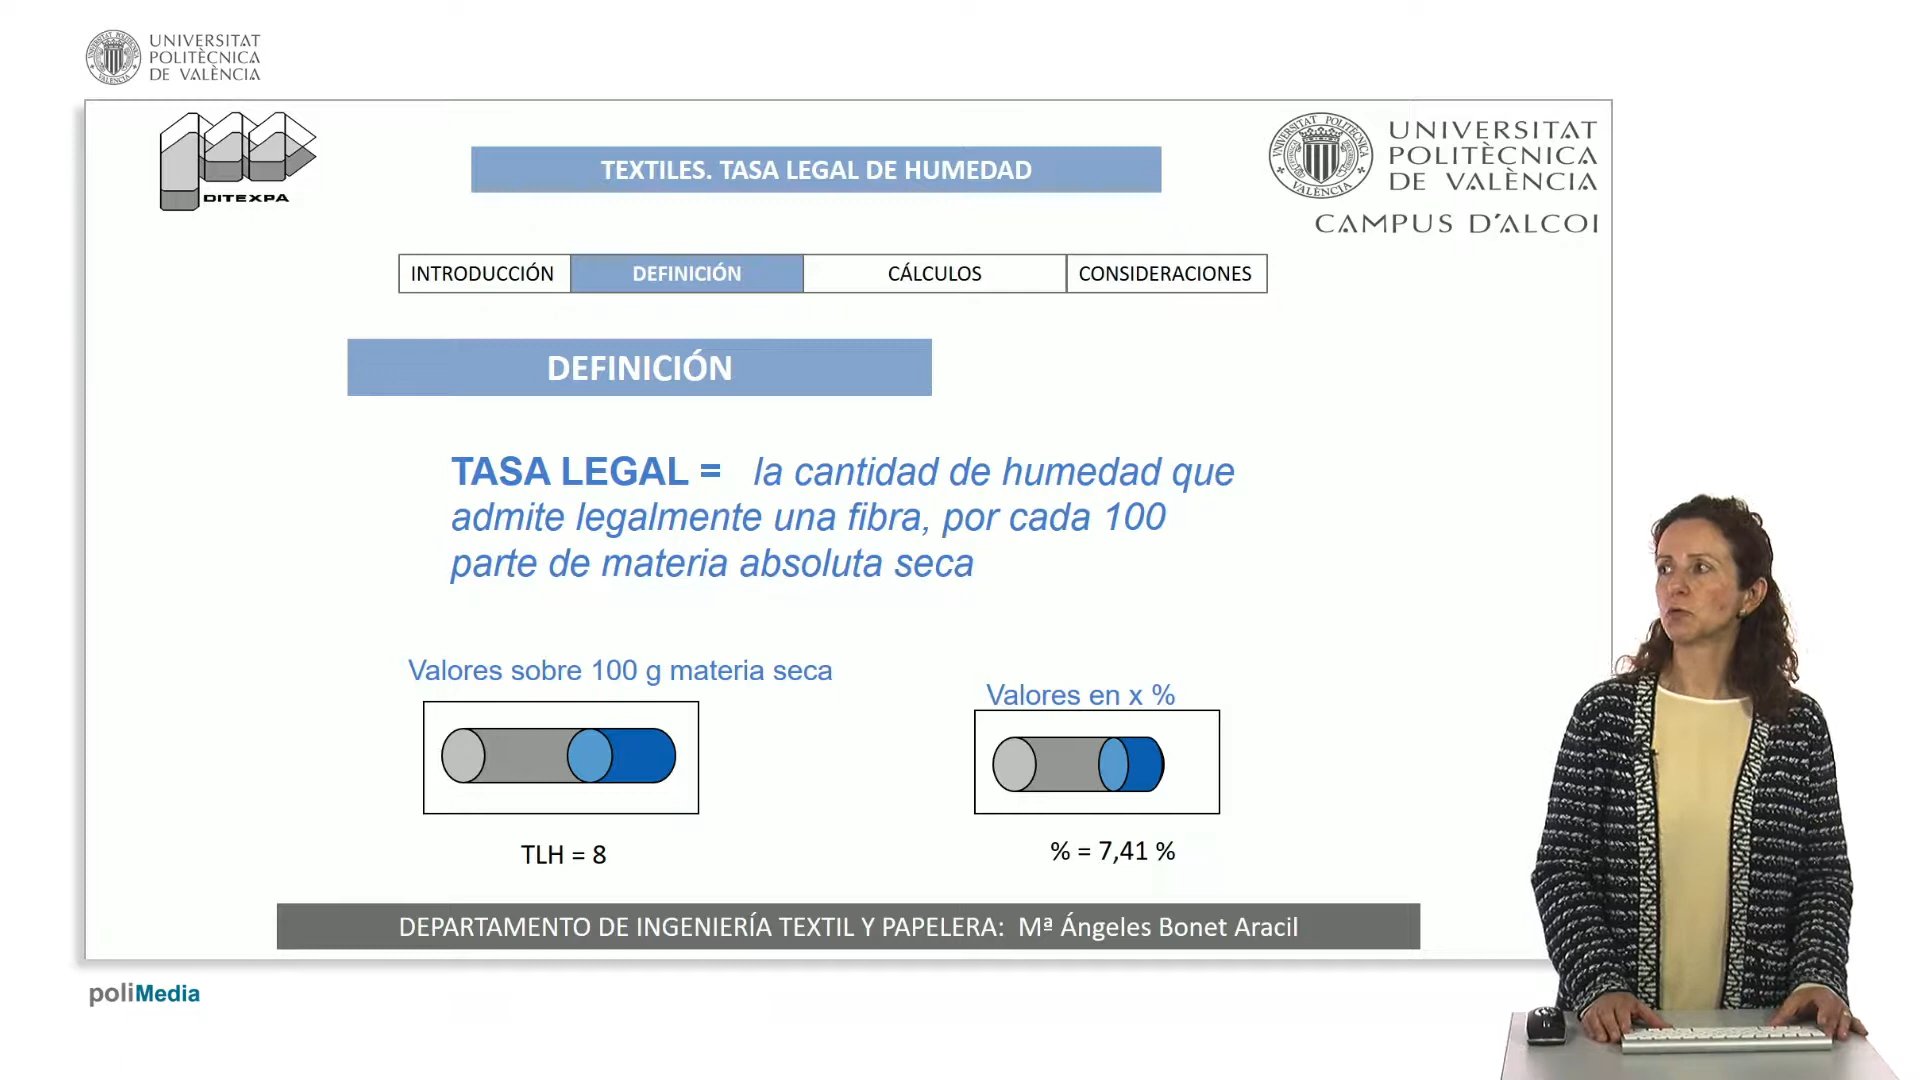 UNIVERSITAT
POLITÈCNICA
DE VALÈNCIA
DITEXPA
TEXTILES. TASA LEGAL DE HUMEDAD
UNIVERSITAT
POLITÈCNICA
DE VALÈNCIA
CAMPUS D'ALCOI
INTRODUCCIÓN DEFINICIÓN CÁLCULOS CONSIDERACIONES
DEFINICIÓN
TASA LEGAL = la cantidad de humedad que
admite legalmente una fibra, por cada 100
parte de materia absoluta seca
Valores sobre 100 g materia seca
Valores en x %
TLH = 8
% = 7,41 %
DEPARTAMENTO DE INGENIERÍA TEXTIL Y PAPELERA: Mª Ángeles Bonet Aracil
poliMedia